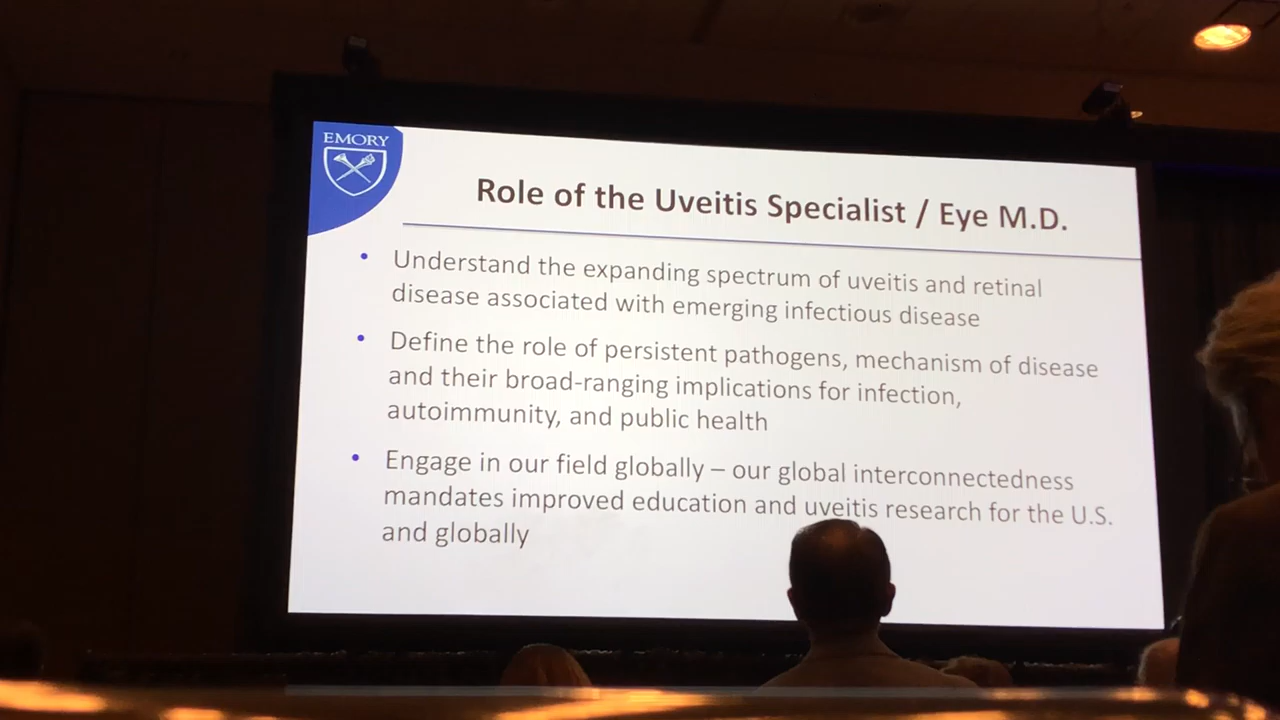 EMORY
Role of the Uveitis Specialist / Eye M.D.
• Understand the expanding spectrum of uveitis and retinal
disease associated with emerging infectious disease
• Define the role of persistent pathogens, mechanism of disease
and their broad-ranging implications for infection,
autoimmunity, and public health
• Engage in our field globally – our global interconnectedness
mandates improved education and uveitis research for the U.S.
and globally